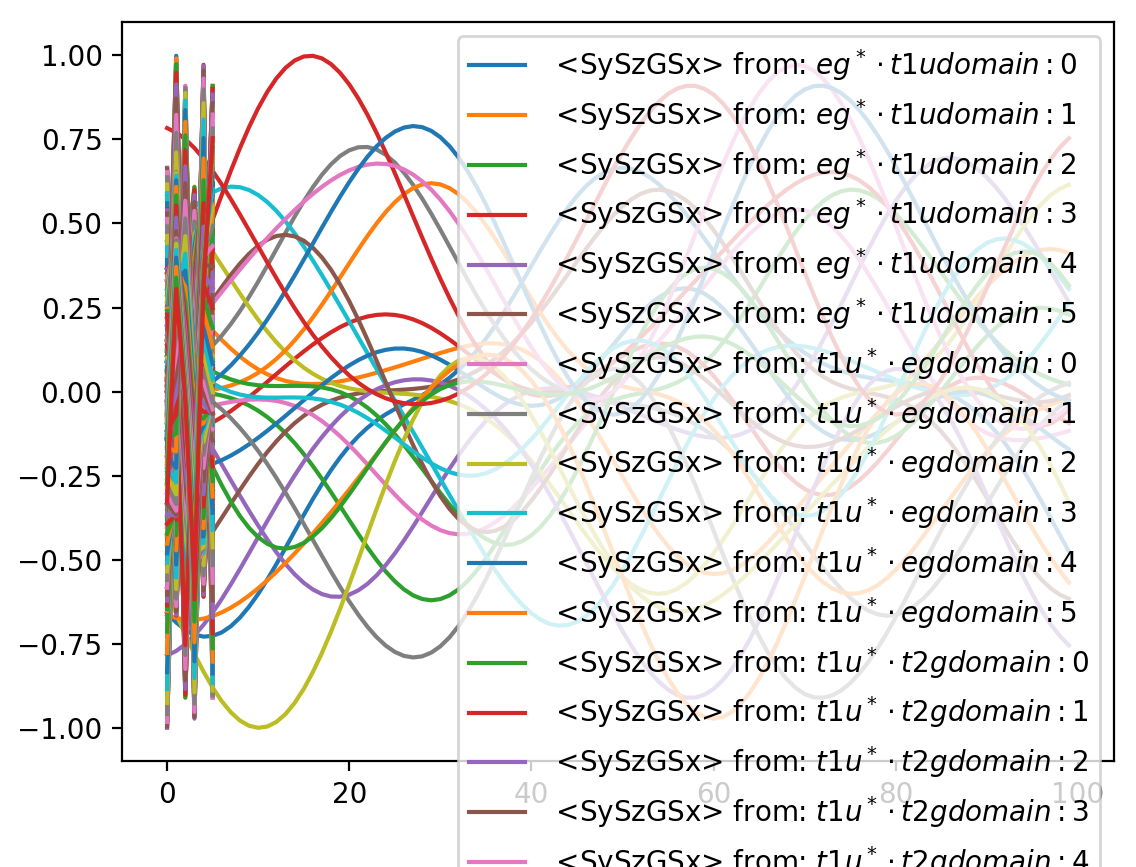 1.00
0.75
0.50
0.25
0.00
−0.25
−0.50
−0.75
−1.00
0 20 40 60 80 100
<SySzGSx> from: eg* · t1udomain : 0
<SySzGSx> from: eg* · t1udomain : 1
<SySzGSx> from: eg* · t1udomain : 2
<SySzGSx> from: eg* · t1udomain : 3
<SySzGSx> from: eg* · t1udomain : 4
<SySzGSx> from: eg* · t1udomain : 5
<SySzGSx> from: t1u* · egdomain : 0
<SySzGSx> from: t1u* · egdomain : 1
<SySzGSx> from: t1u* · egdomain : 2
<SySzGSx> from: t1u* · egdomain : 3
<SySzGSx> from: t1u* · egdomain : 4
<SySzGSx> from: t1u* · egdomain : 5
<SySzGSx> from: t1u* · t2gdomain : 0
<SySzGSx> from: t1u* · t2gdomain : 1
<SySzGSx> from: t1u* · t2gdomain : 2
<SySzGSx> from: t1u* · t2gdomain : 3
<SySzGSx> from: t1u* · t2gdomain : 4